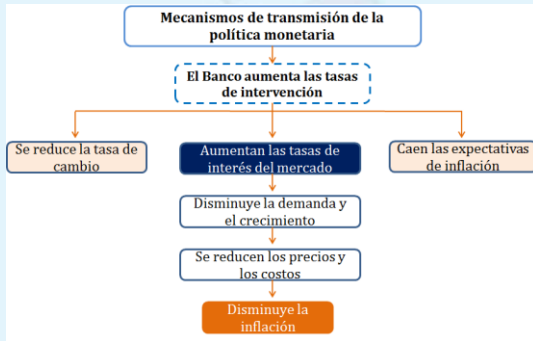 Mecanismos de transmisión de la
política monetaria
El Banco aumenta las tasas
de intervención
Se reduce la tasa de
cambio
Aumentan las tasas de
interés del mercado
Caen las expectativas
de inflación
Disminuye la demanda y
el crecimiento
Se reducen los precios y
los costos
Disminuye la
inflación